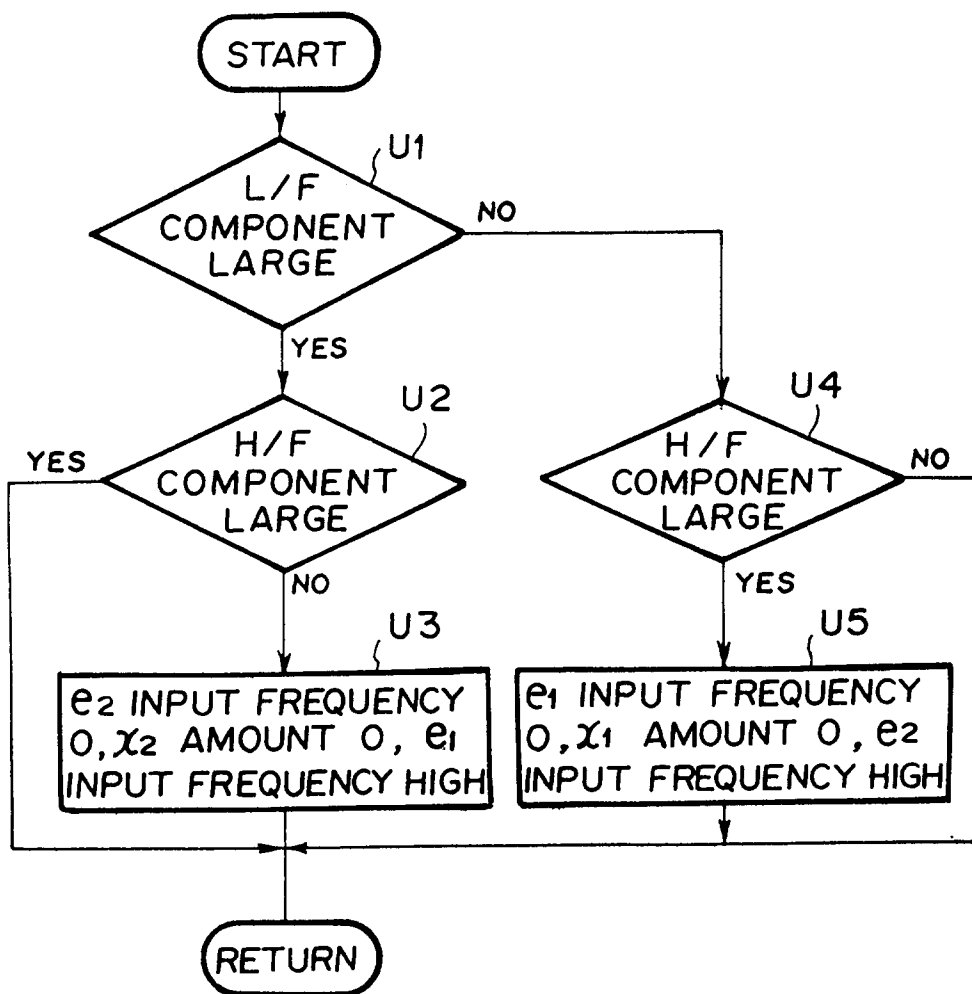 START
U1
L/F
COMPONENT
LARGE
NO
YES
U2
H/F
COMPONENT
LARGE
YES
NO
U4
H/F
COMPONENT
LARGE
NO
YES
U3
e2 INPUT FREQUENCY
0, x2 AMOUNT 0, e1
INPUT FREQUENCY HIGH
U5
e1 INPUT FREQUENCY
0, x1 AMOUNT 0, e2
INPUT FREQUENCY HIGH
RETURN